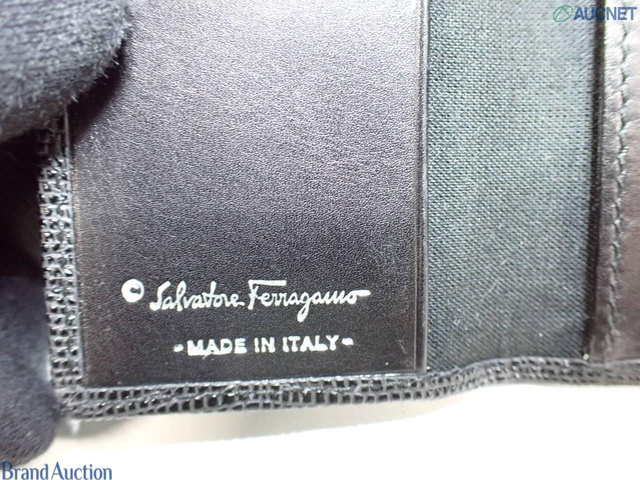 AUCNET
© Salvatore Ferragamo
- MADE IN ITALY -
Brand Auction